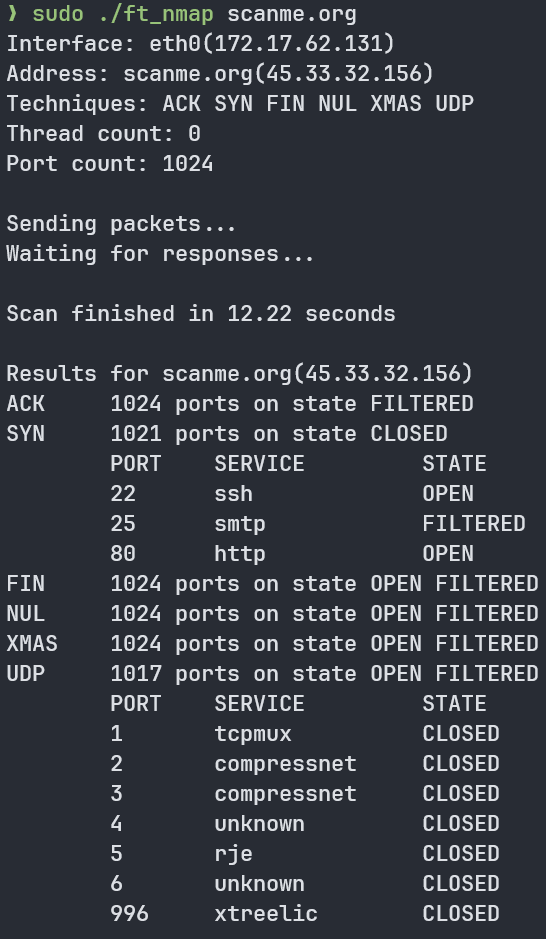 ❯ sudo ./ft_nmap scanme.org
Interface: eth0(172.17.62.131)
Address: scanme.org(45.33.32.156)
Techniques: ACK SYN FIN NUL XMAS UDP
Thread count: 0
Port count: 1024

Sending packets...
Waiting for responses...

Scan finished in 12.22 seconds

Results for scanme.org(45.33.32.156)
ACK     1024 ports on state FILTERED
SYN     1021 ports on state CLOSED
        PORT    SERVICE         STATE
        22      ssh             OPEN
        25      smtp            FILTERED
        80      http            OPEN
FIN     1024 ports on state OPEN FILTERED
NUL     1024 ports on state OPEN FILTERED
XMAS    1024 ports on state OPEN FILTERED
UDP     1017 ports on state OPEN FILTERED
        PORT    SERVICE         STATE
        1       tcpmux          CLOSED
        2       compressnet     CLOSED
        3       compressnet     CLOSED
        4       unknown         CLOSED
        5       rje             CLOSED
        6       unknown         CLOSED
        996     xtreelic        CLOSED